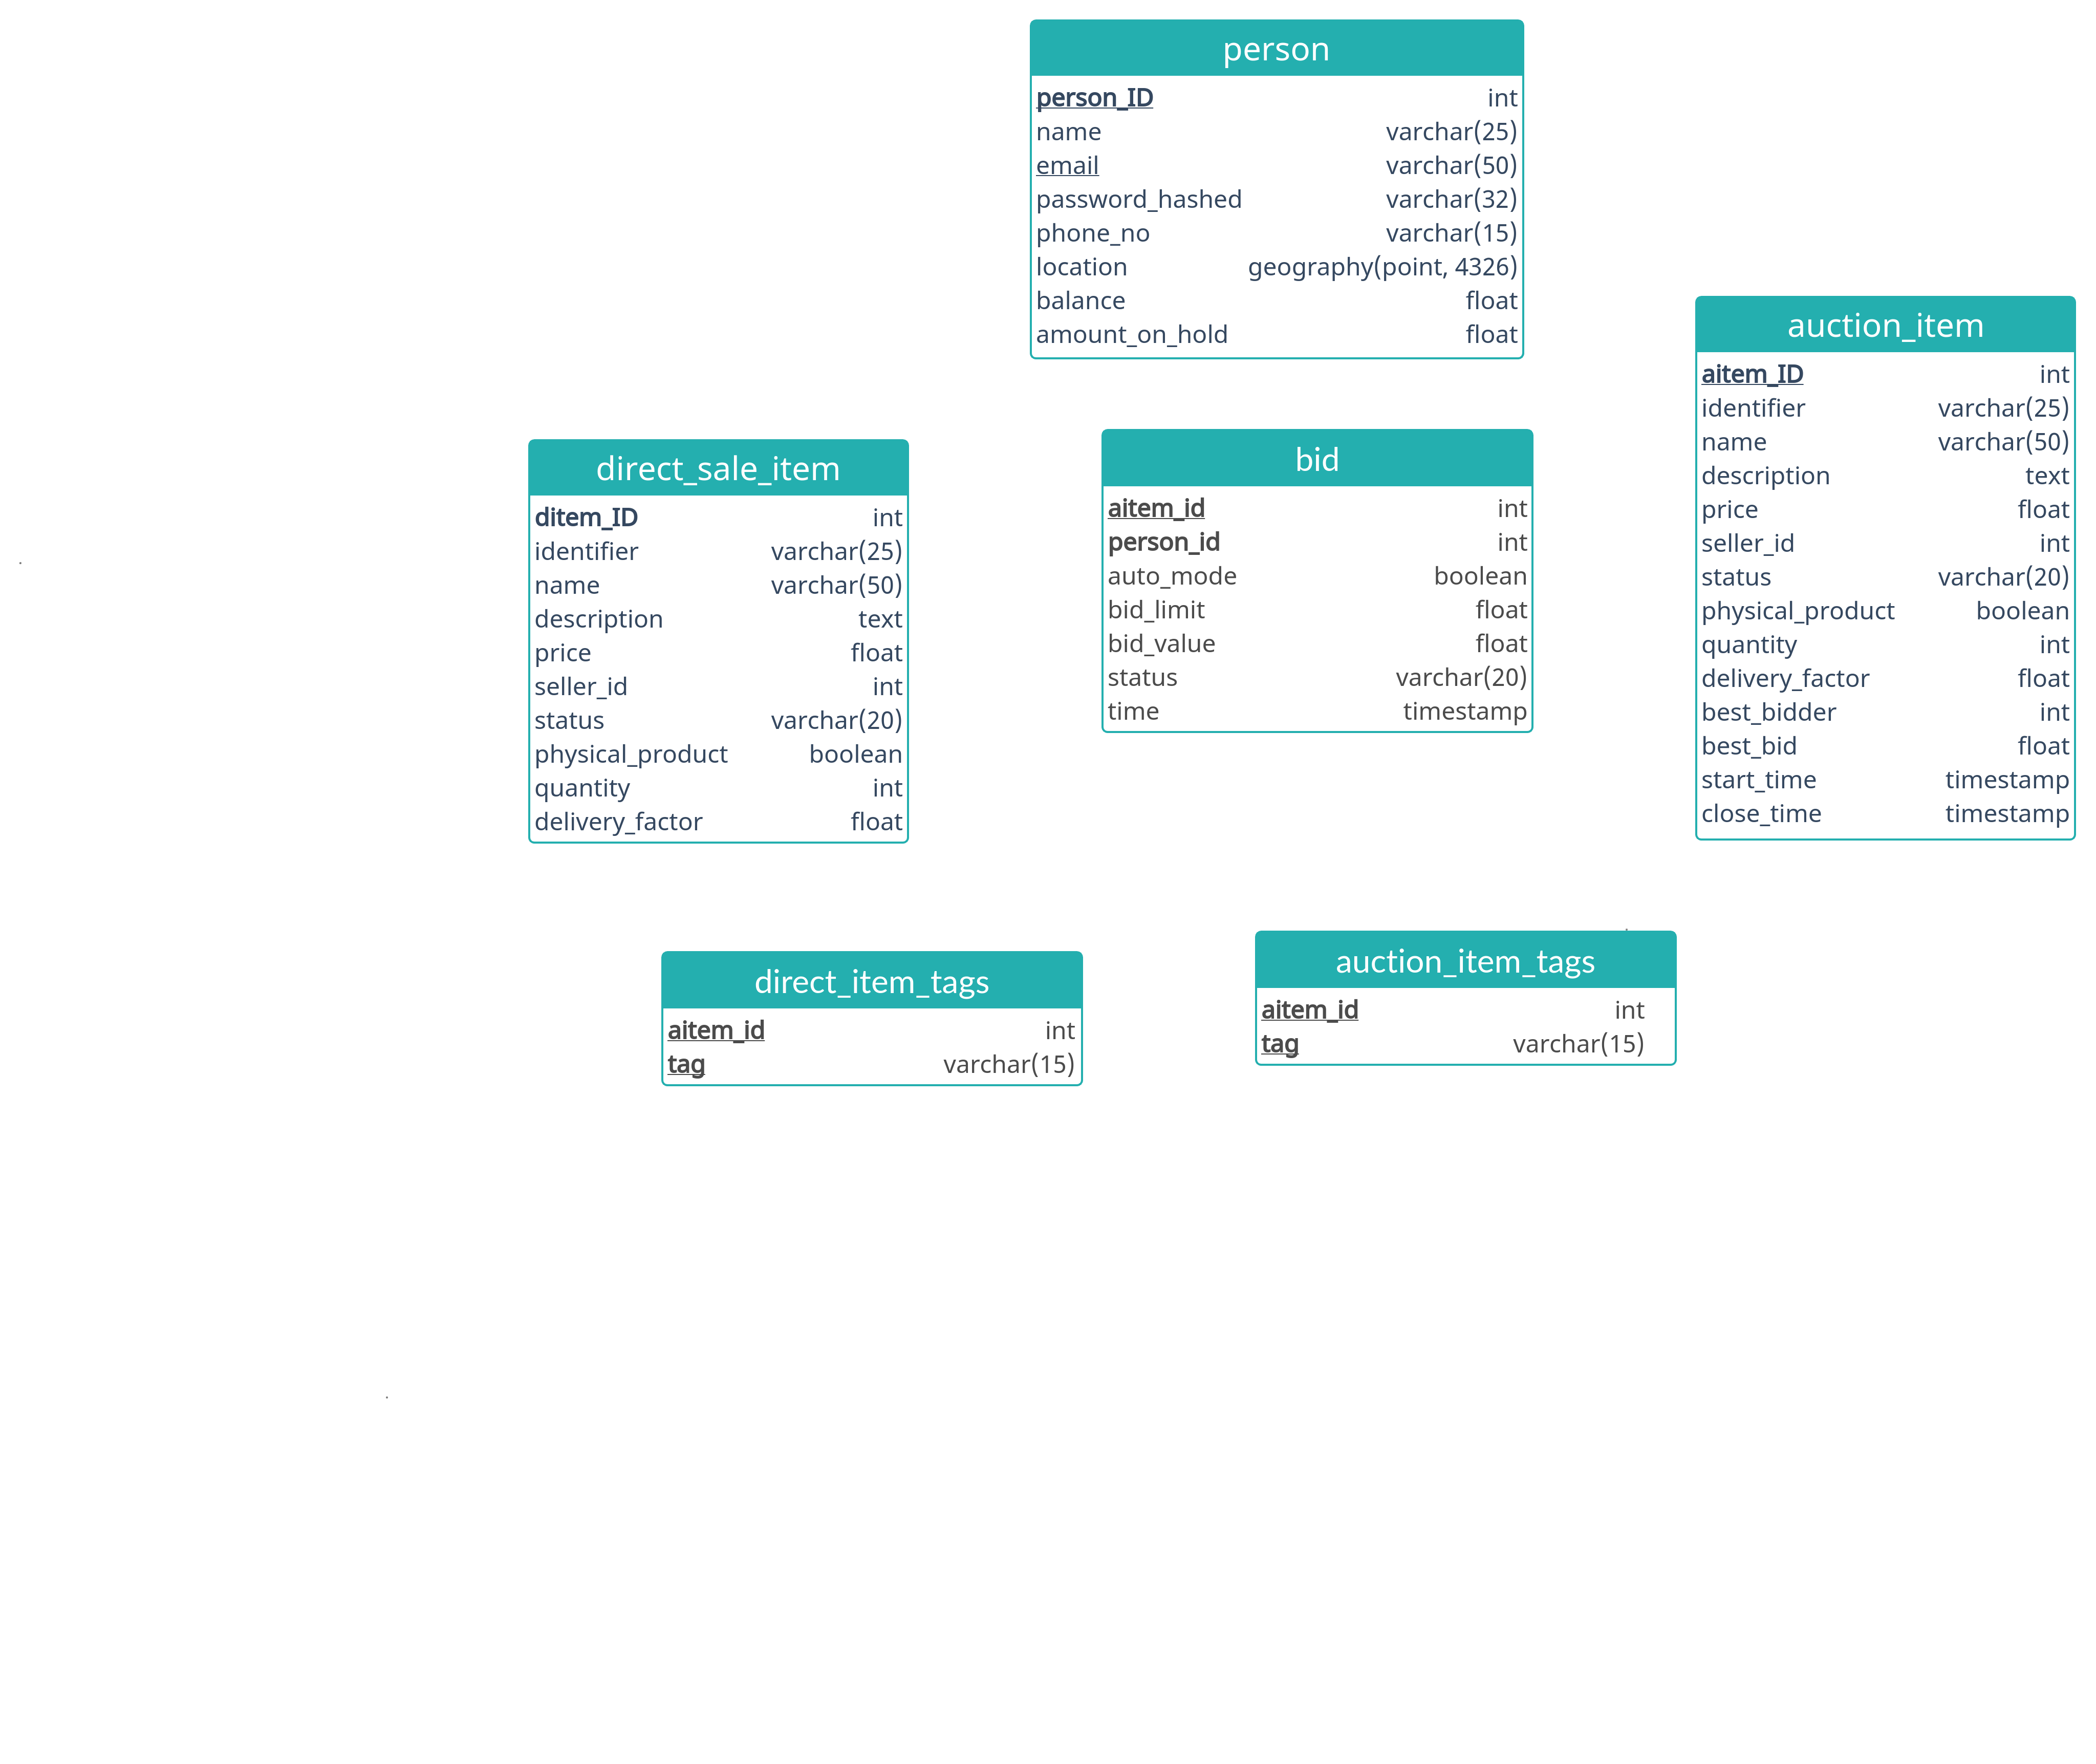 person
person_ID int
name varchar(25)
email varchar(50)
password_hashed varchar(32)
phone_no varchar(15)
location geography(point, 4326)
balance float
amount_on_hold float
auction_item
aitem_ID int
identifier varchar(25)
name varchar(50)
description text
price float
seller_id int
status varchar(20)
physical_product boolean
quantity int
delivery_factor float
best_bidder int
best_bid float
start_time timestamp
close_time timestamp
direct_sale_item
ditem_ID int
identifier varchar(25)
name varchar(50)
description text
price float
seller_id int
status varchar(20)
physical_product boolean
quantity int
delivery_factor float
bid
aitem_id int
person_id int
auto_mode boolean
bid_limit float
bid_value float
status varchar(20)
time timestamp
direct_item_tags
aitem_id int
tag varchar(15)
auction_item_tags
aitem_id int
tag varchar(15)